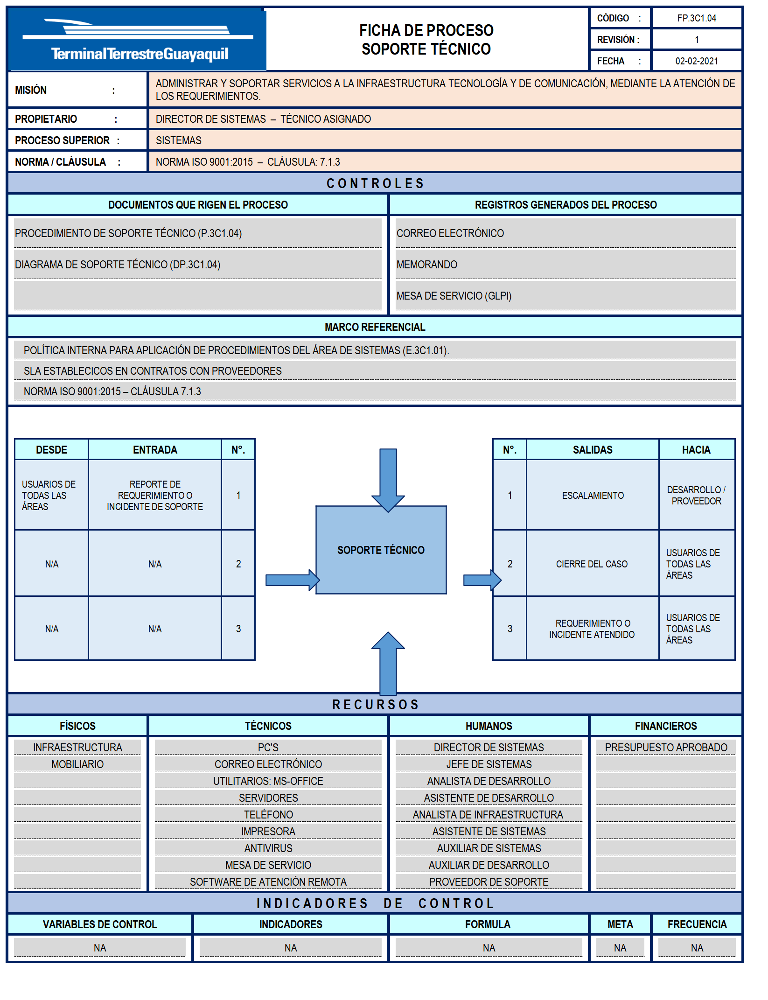 TerminalTerrestreGuayaquil
FICHA DE PROCESO
SOPORTE TÉCNICO
CÓDIGO : FP.3C1.04
REVISIÓN : 1
FECHA : 02-02-2021
MISIÓN : ADMINISTRAR Y SOPORTAR SERVICIOS A LA INFRAESTRUCTURA TECNOLOGÍA Y DE COMUNICACIÓN, MEDIANTE LA ATENCIÓN DE
LOS REQUERIMIENTOS.
PROPIETARIO : DIRECTOR DE SISTEMAS – TÉCNICO ASIGNADO
PROCESO SUPERIOR : SISTEMAS
NORMA / CLÁUSULA : NORMA ISO 9001:2015 – CLÁUSULA: 7.1.3
CONTROLES
DOCUMENTOS QUE RIGEN EL PROCESO
REGISTROS GENERADOS DEL PROCESO
PROCEDIMIENTO DE SOPORTE TÉCNICO (P.3C1.04)
CORREO ELECTRÓNICO
DIAGRAMA DE SOPORTE TÉCNICO (DP.3C1.04)
MEMORANDO
MESA DE SERVICIO (GLPI)
MARCO REFERENCIAL
POLÍTICA INTERNA PARA APLICACIÓN DE PROCEDIMIENTOS DEL ÁREA DE SISTEMAS (E.3C1.01).
SLA ESTABLECICOS EN CONTRATOS CON PROVEEDORES
NORMA ISO 9001:2015 – CLÁUSULA 7.1.3
DESDE ENTRADA N°.
USUARIOS DE
TODAS LAS
ÁREAS
REPORTE DE
REQUERIMIENTO O
INCIDENTE DE SOPORTE
1
N/A N/A 2
N/A N/A 3
SOPORTE TÉCNICO
N°. SALIDAS HACIA
1 ESCALAMIENTO
DESARROLLO /
PROVEEDOR
2 CIERRE DEL CASO
USUARIOS DE
TODAS LAS
ÁREAS
3
REQUERIMIENTO O
INCIDENTE ATENDIDO
USUARIOS DE
TODAS LAS
ÁREAS
RECURSOS
FÍSICOS TÉCNICOS HUMANOS FINANCIEROS
INFRAESTRUCTURA PC'S DIRECTOR DE SISTEMAS PRESUPUESTO APROBADO
MOBILIARIO CORREO ELECTRÓNICO JEFE DE SISTEMAS
UTILITARIOS: MS-OFFICE ANALISTA DE DESARROLLO
SERVIDORES ASISTENTE DE DESARROLLO
TELÉFONO ANALISTA DE INFRAESTRUCTURA
IMPRESORA ASISTENTE DE SISTEMAS
ANTIVIRUS AUXILIAR DE SISTEMAS
MESA DE SERVICIO AUXILIAR DE DESARROLLO
SOFTWARE DE ATENCIÓN REMOTA PROVEEDOR DE SOPORTE
INDICADORES DE CONTROL
VARIABLES DE CONTROL INDICADORES FORMULA META FRECUENCIA
NA NA NA NA NA